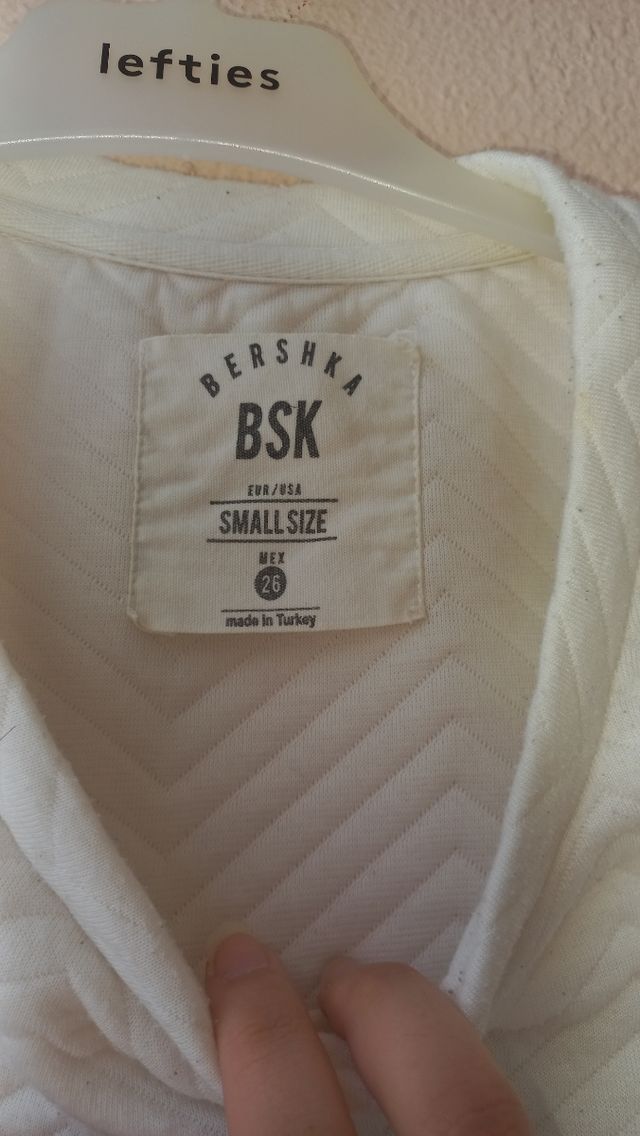 lefties
BERSHKA
BSK
EUR/USA
SMALL SIZE
MEX
26
made in Turkey